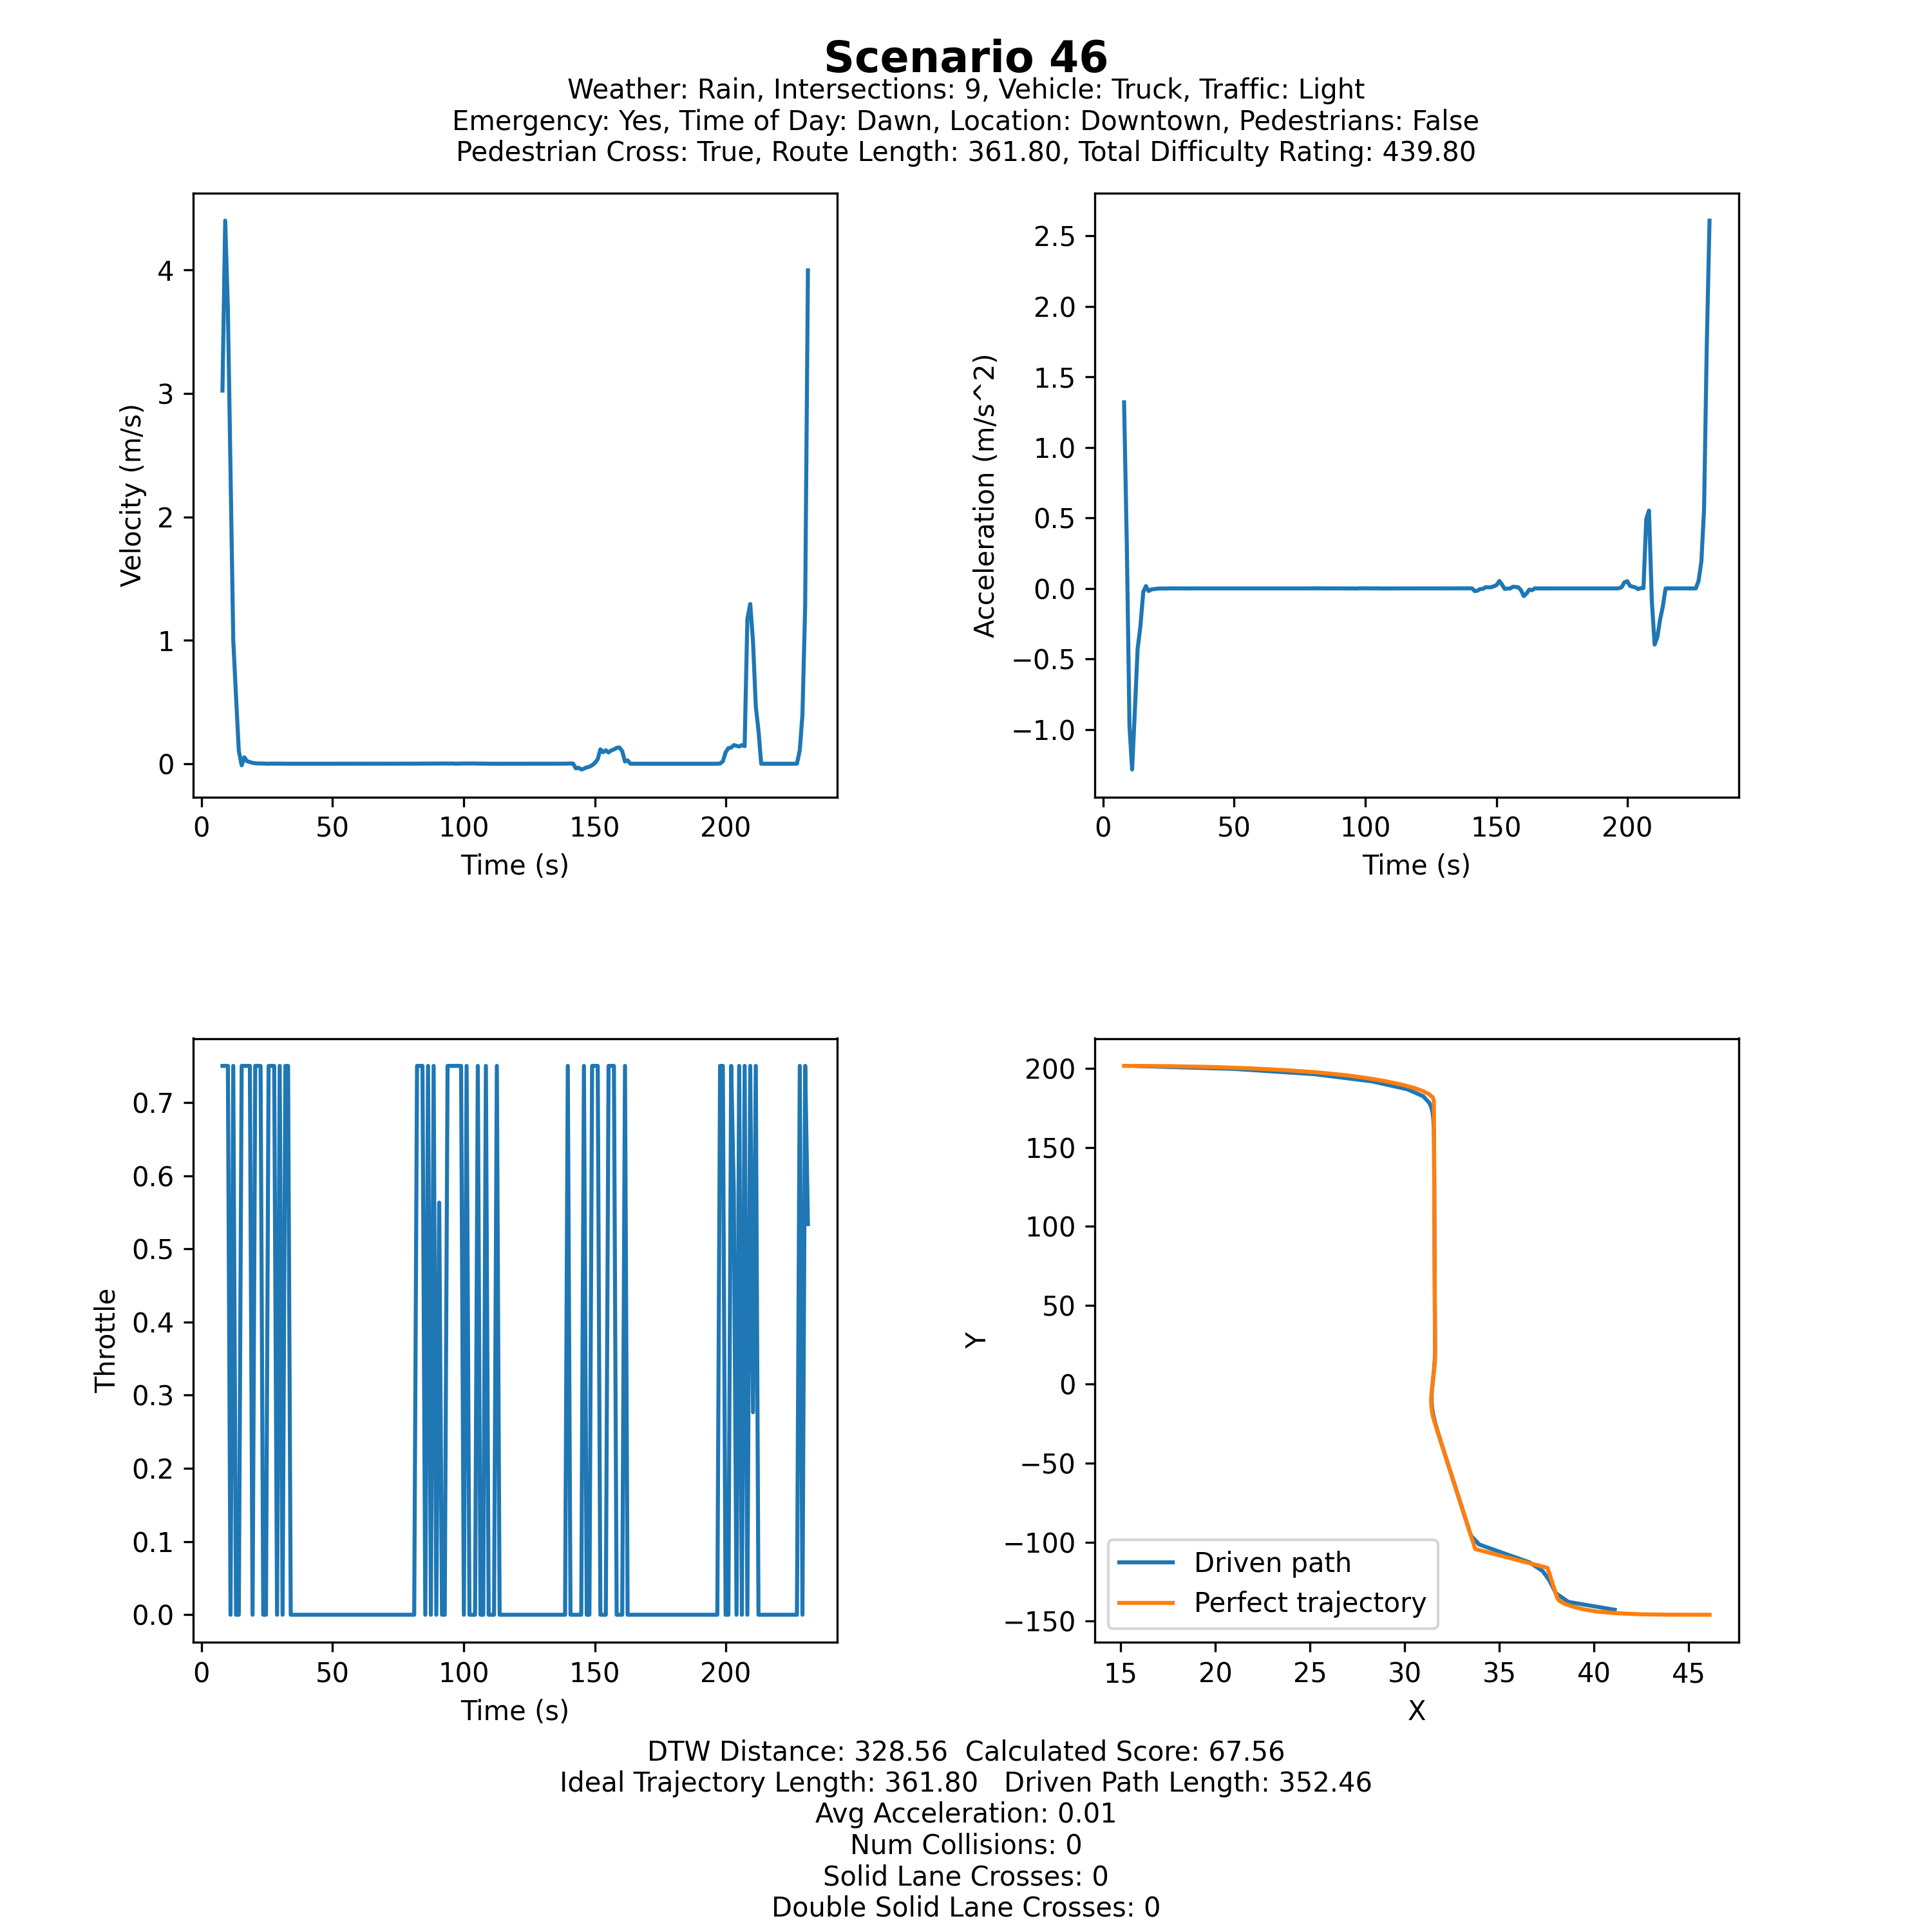 Scenario 46
Weather: Rain, Intersections: 9, Vehicle: Truck, Traffic: Light
Emergency: Yes, Time of Day: Dawn, Location: Downtown, Pedestrians: False
Pedestrian Cross: True, Route Length: 361.80, Total Difficulty Rating: 439.80
Velocity (m/s)
4
3
2
1
0
0 50 100 150 200
Time (s)
Acceleration (m/s^2)
2.5
2.0
1.5
1.0
0.5
0.0
−0.5
−1.0
0 50 100 150 200
Time (s)
Throttle
0.7
0.6
0.5
0.4
0.3
0.2
0.1
0.0
0 50 100 150 200
Time (s)
Y
200
150
100
50
0
−50
−100
−150
Driven path
Perfect trajectory
15 20 25 30 35 40 45
X
DTW Distance: 328.56 Calculated Score: 67.56
Ideal Trajectory Length: 361.80 Driven Path Length: 352.46
Avg Acceleration: 0.01
Num Collisions: 0
Solid Lane Crosses: 0
Double Solid Lane Crosses: 0